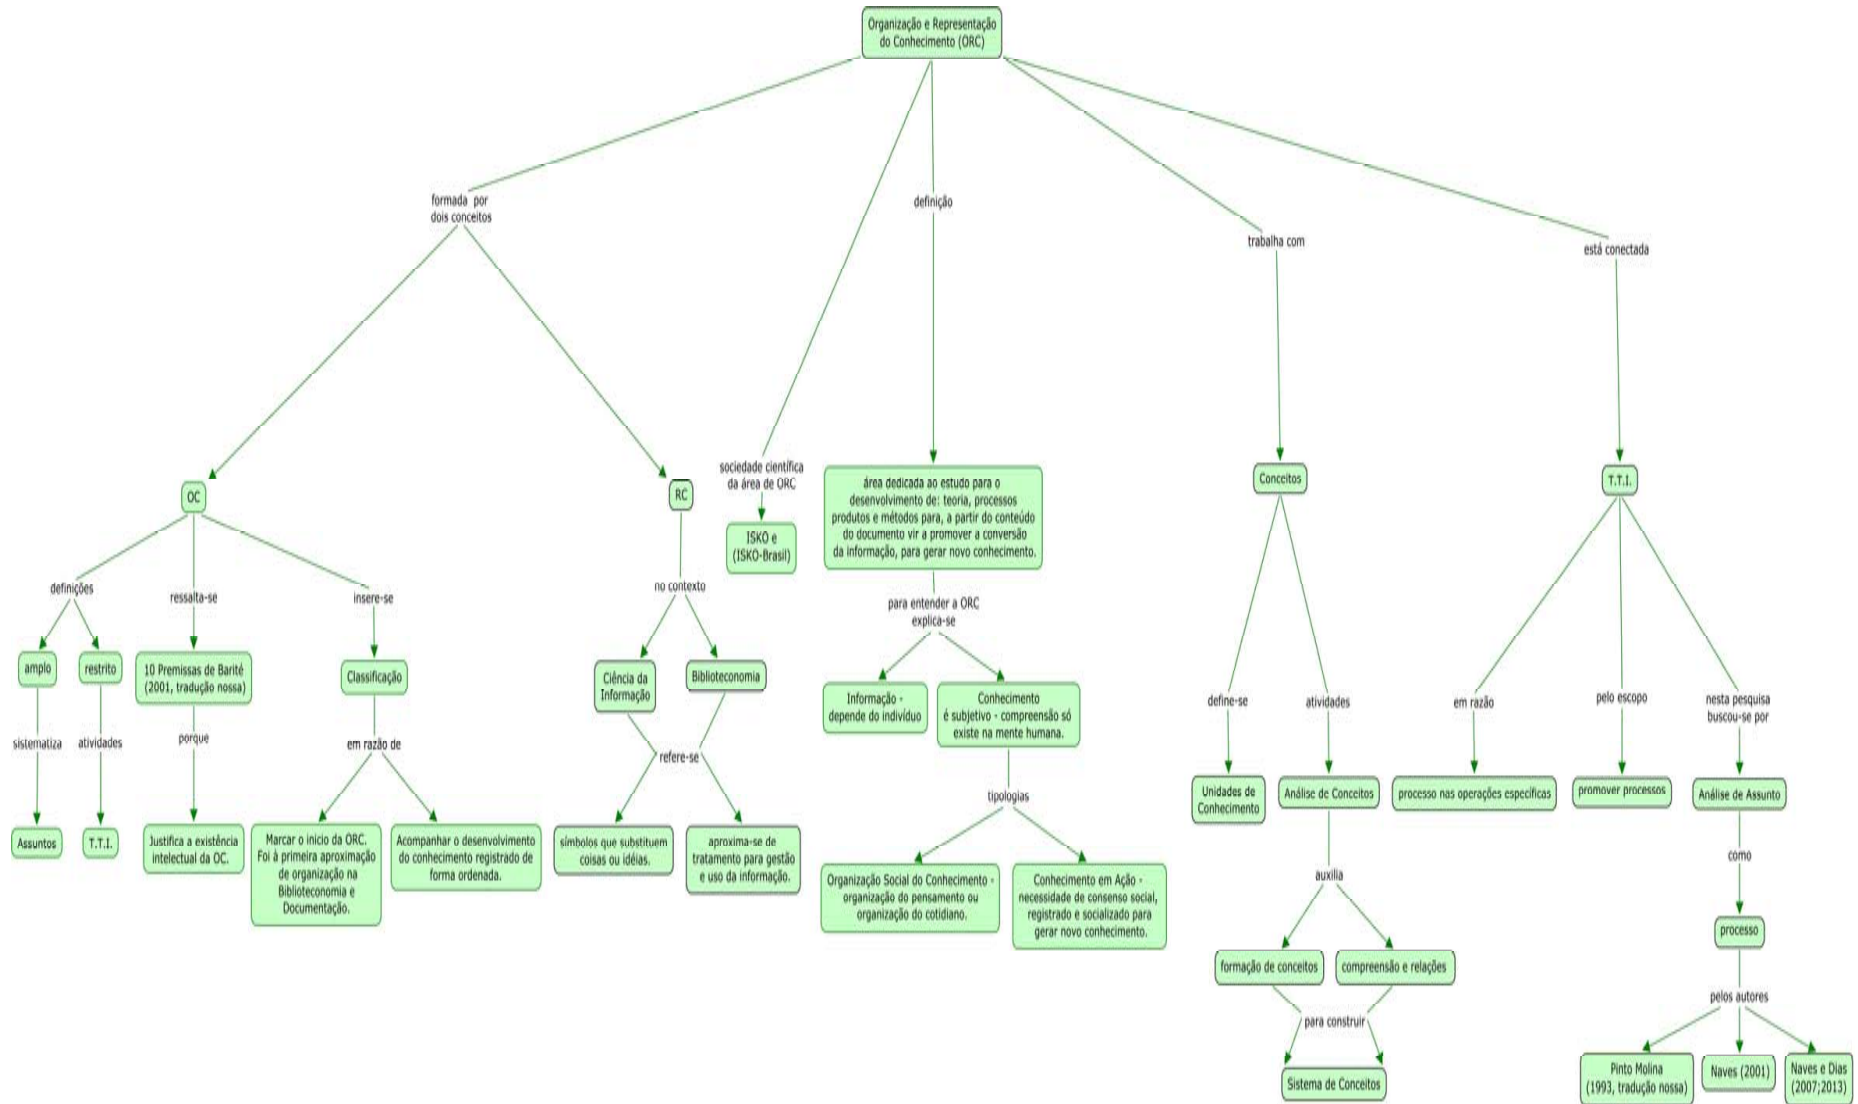 Organização e Representação
do Conhecimento (ORC)
formada por
dois conceitos
definição
trabalha com
está conectada
OC
RC
sociedade científica
da área de ORC
ISKO e
(ISKO-Brasil)
área dedicada ao estudo para o
desenvolvimento de: teoria, processos
produtos e métodos para, a partir do conteúdo
do documento vir a promover a conversão
da informação, para gerar novo conhecimento.
Conceitos
T.T.I.
definições
ressalta-se
insere-se
no contexto
para entender a ORC
explica-se
amplo
restrito
10 Premissas de Barité
(2001, tradução nossa)
Classificação
Ciência da
Informação
Biblioteconomia
Informação -
depende do indivíduo
Conhecimento
é subjetivo - compreensão só
existe na mente humana.
define-se
atividades
em razão
pelo escopo
nesta pesquisa
buscou-se por
sistematiza
atividades
porque
em razão de
refere-se
tipologias
Unidades de
Conhecimento
Análise de Conceitos
processo nas operações específicas
promover processos
Análise de Assunto
Assuntos
T.T.I.
Justifica a existência
intelectual da OC.
Marcar o inicio da ORC.
Foi à primeira aproximação
de organização na
Biblioteconomia e
Documentação.
Acompanhar o desenvolvimento
do conhecimento registrado de
forma ordenada.
símbolos que substituem
coisas ou idéias.
aproxima-se de
tratamento para gestão
e uso da informação.
Organização Social do Conhecimento -
organização do pensamento ou
organização do cotidiano.
Conhecimento em Ação -
necessidade de consenso social,
registrado e socializado para
gerar novo conhecimento.
auxilia
como
formação de conceitos
compreensão e relações
processo
para construir
pelos autores
Sistema de Conceitos
Pinto Molina
(1993, tradução nossa)
Naves (2001)
Naves e Dias
(2007;2013)